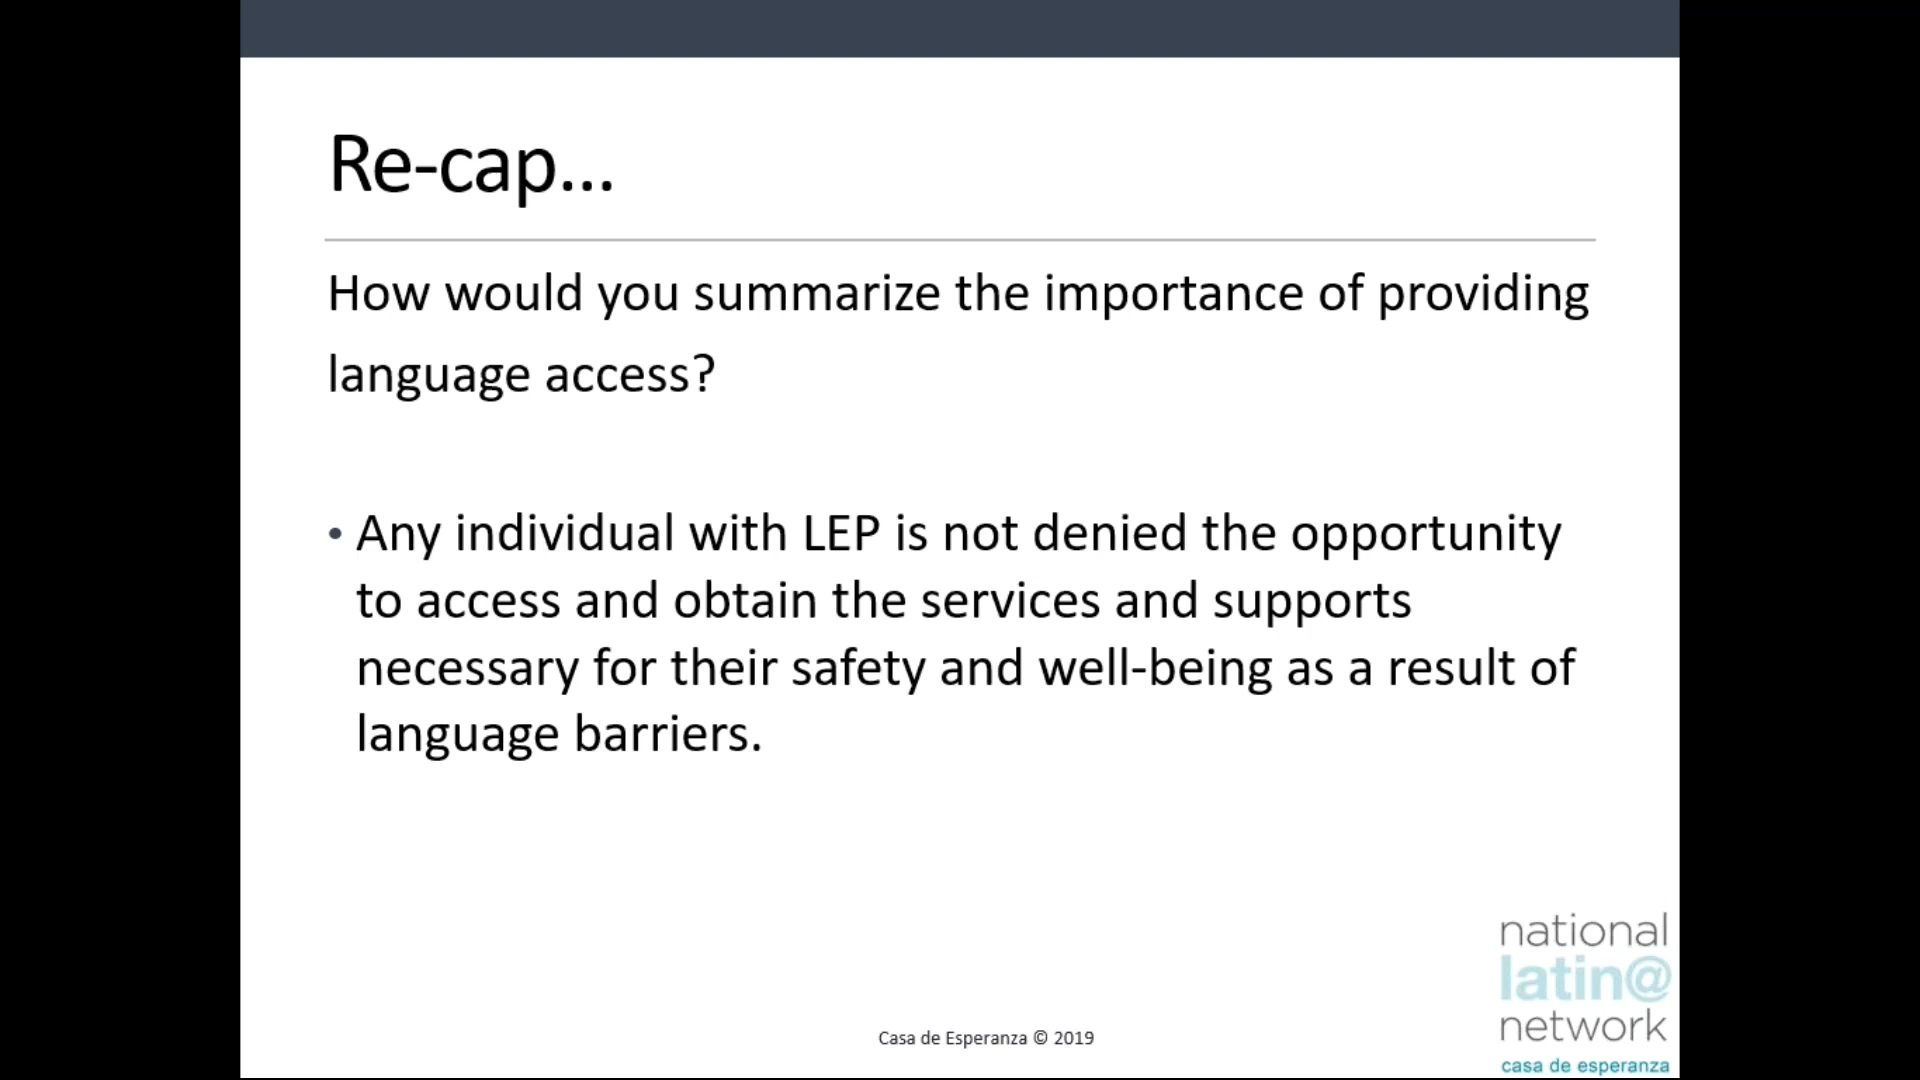 Re-cap...
How would you summarize the importance of providing
language access?
• Any individual with LEP is not denied the opportunity
to access and obtain the services and supports
necessary for their safety and well-being as a result of
language barriers.
Casa de Esperanza © 2019
national
latin@
network
casa de esperanza